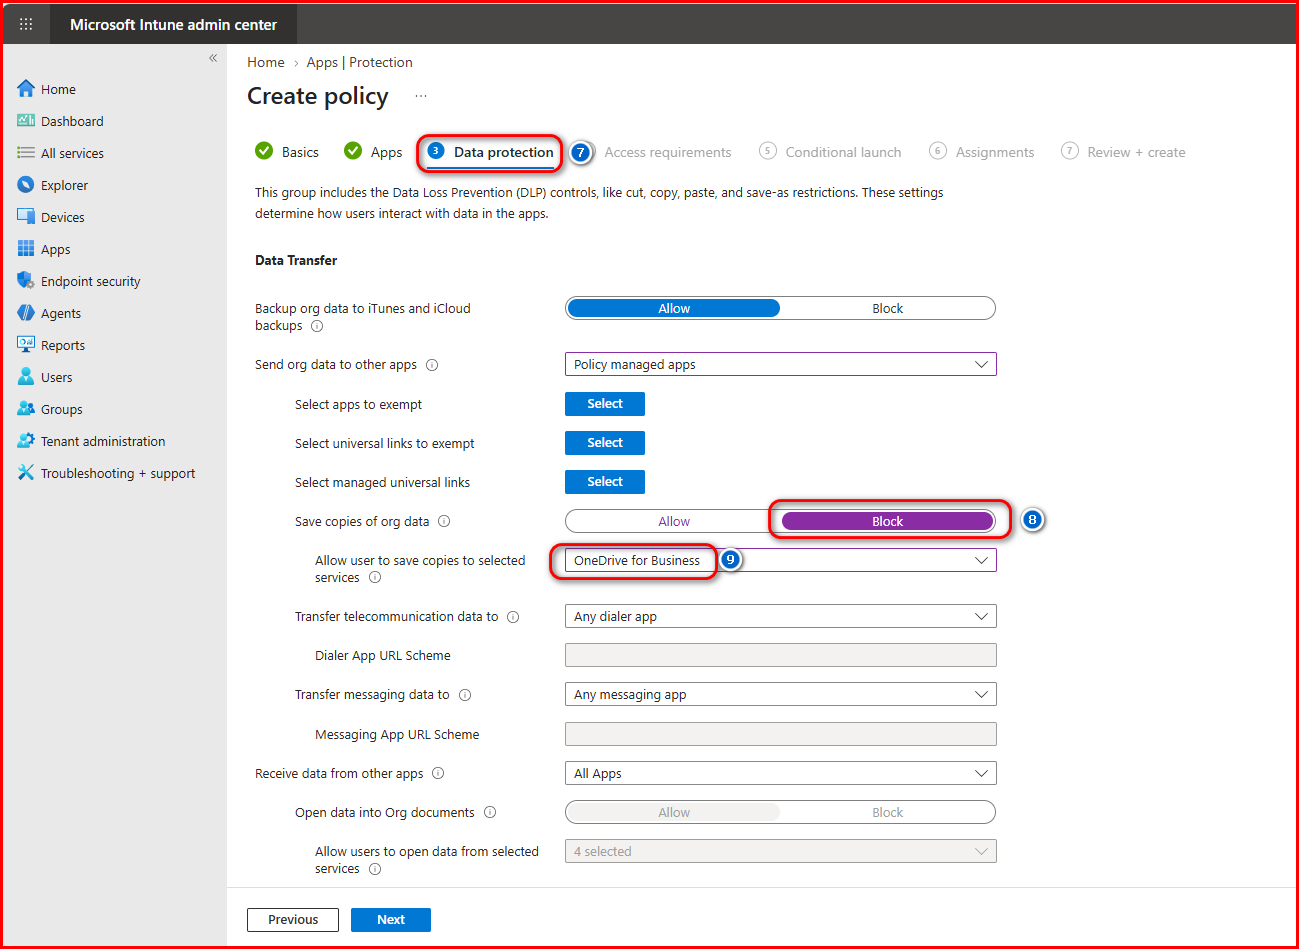 Microsoft Intune admin center
«
Home
Dashboard
All services
Explorer
Devices
Apps
Endpoint security
Agents
Reports
Users
Groups
Tenant administration
Troubleshooting + support
Home > Apps | Protection
Create policy ...
Basics Apps 3 Data protection 7 Access requirements 5 Conditional launch 6 Assignments 7 Review + create
This group includes the Data Loss Prevention (DLP) controls, like cut, copy, paste, and save-as restrictions. These settings
determine how users interact with data in the apps.
Data Transfer
Backup org data to iTunes and iCloud
backups
Allow Block
Send org data to other apps Policy managed apps
Select apps to exempt Select
Select universal links to exempt Select
Select managed universal links Select
Save copies of org data Allow Block 8
Allow user to save copies to selected
services
OneDrive for Business 9
Transfer telecommunication data to Any dialer app
Dialer App URL Scheme
Transfer messaging data to Any messaging app
Messaging App URL Scheme
Receive data from other apps All Apps
Open data into Org documents Allow Block
Allow users to open data from selected
services
4 selected
Previous Next